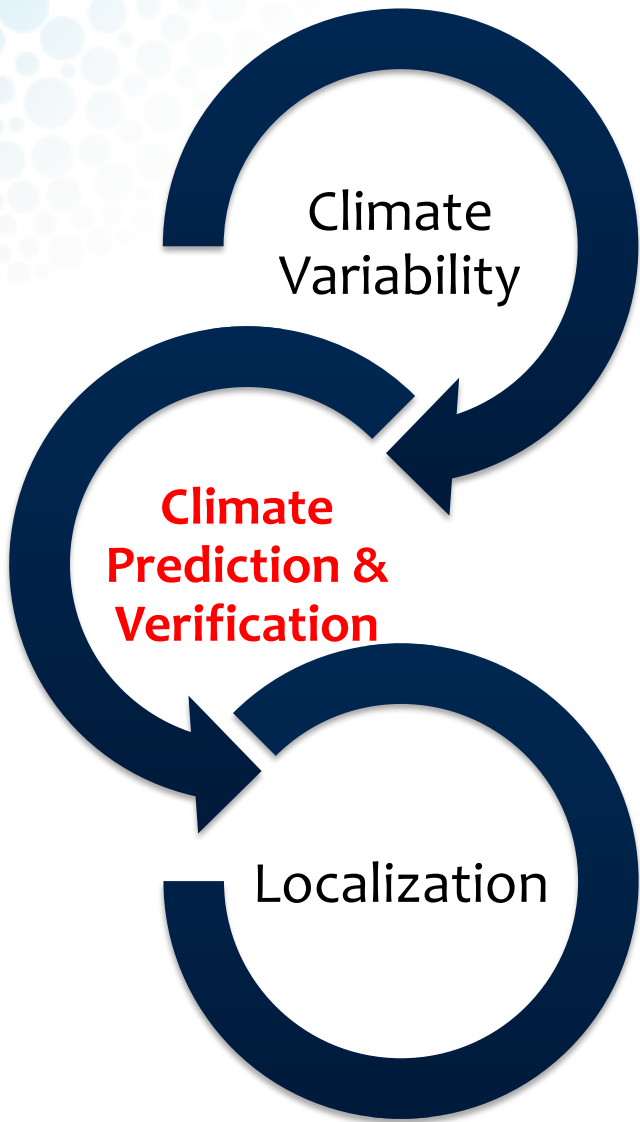 Climate
Variability
Climate
Prediction &
Verification
Localization